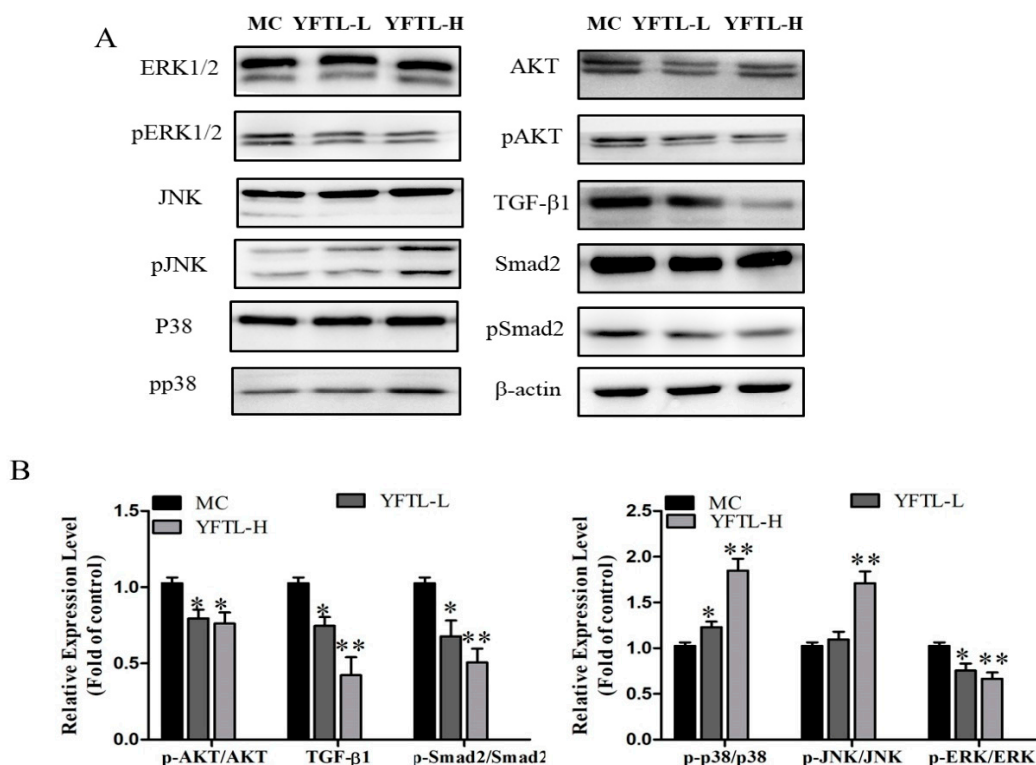 A
MC YFTL-L YFTL-H
ERK1/2
pERK1/2
JNK
pJNK
P38
pp38
MC YFTL-L YFTL-H
AKT
pAKT
TGF-β1
Smad2
pSmad2
β-actin
B
Relative Expression Level
(Fold of control)
1.5
1.0
0.5
0.0
MC
YFTL-L
YFTL-H
* *
* **
* **
p-AKT/AKT TGF-β1 p-Smad2/Smad2
Relative Expression Level
(Fold of control)
2.5
2.0
1.5
1.0
0.5
0.0
MC
YFTL-L
YFTL-H
* **
**
* **
p-p38/p38 p-JNK/JNK p-ERK/ERK